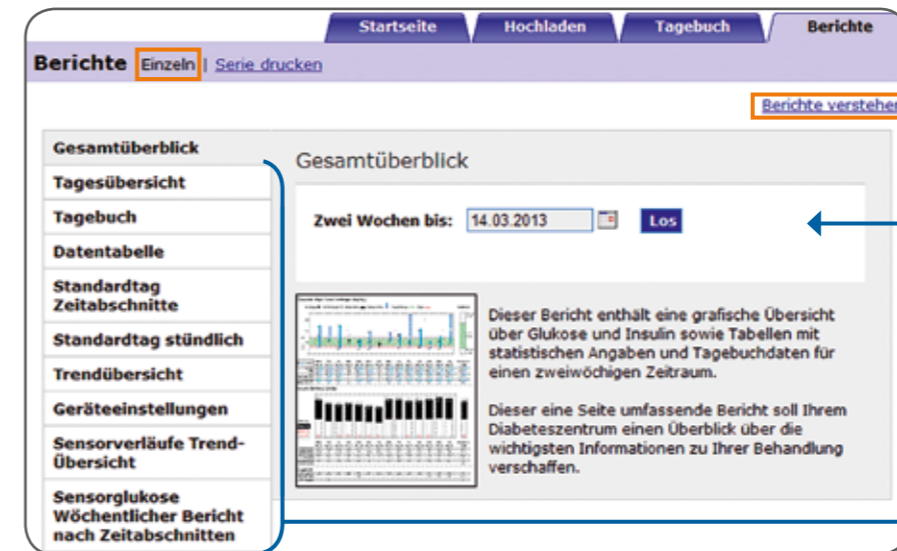 Startseite Hochladen Tagebuch Berichte
Berichte Einzeln | Serie drucken
Berichte verstehen
Gesamtüberblick
Tagesübersicht
Tagebuch
Datentabelle
Standardtag
Zeitabschnitte
Standardtag stündlich
Trendübersicht
Geräteeinstellungen
Sensorverläufe Trend-
Übersicht
Sensorglukose
Wöchentlicher Bericht
nach Zeitabschnitten
Gesamtüberblick
Zwei Wochen bis: 14.03.2013 Los
Dieser Bericht enthält eine grafische Übersicht
über Glukose und Insulin sowie Tabellen mit
statistischen Angaben und Tagebuchdaten für
einen zweiwöchigen Zeitraum.
Dieser eine Seite umfassende Bericht soll Ihrem
Diabeteszentrum einen Überblick über die
wichtigsten Informationen zu Ihrer Behandlung
verschaffen.